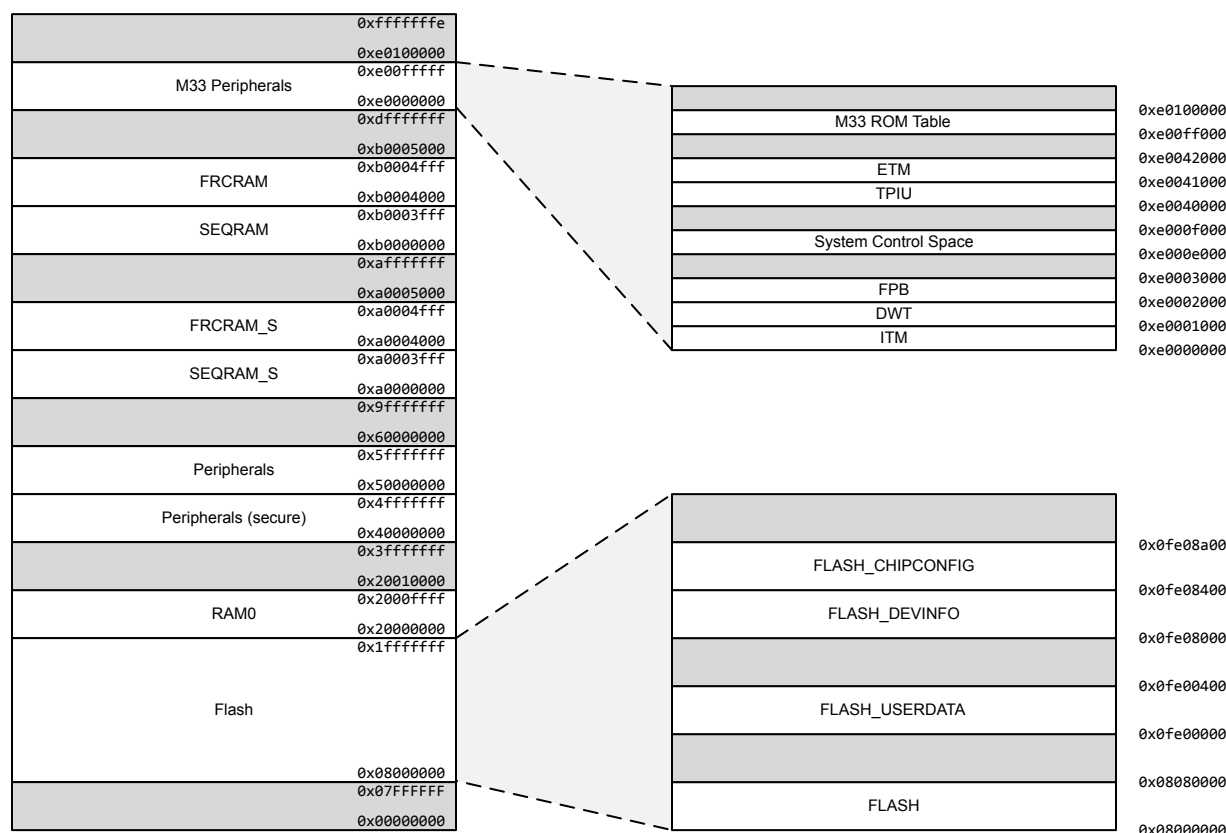 0xfffffffe
0xe0100000
M33 Peripherals
0xe00fffff
0xe0000000
0xdfffffff
0xb0005000
FRCRAM
0xb0004fff
0xb0004000
SEQRAM
0xb0003fff
0xb0000000
0xafffffff
0xa0005000
FRCRAM_S
0xa0004fff
0xa0004000
SEQRAM_S
0xa0003fff
0xa0000000
0x9fffffff
0x60000000
Peripherals
0x5fffffff
0x50000000
Peripherals (secure)
0x4fffffff
0x40000000
0x3fffffff
0x20010000
RAM0
0x2000ffff
0x20000000
0x1fffffff
Flash
0x08000000
0x07FFFFFF
0x00000000
0xe0100000
M33 ROM Table
0xe00ff000
0xe0042000
ETM
0xe0041000
TPIU
0xe0040000
0xe000f000
System Control Space
0xe000e000
0xe0003000
FPB
0xe0002000
DWT
0xe0001000
ITM
0xe0000000
0x0fe08a00
FLASH_CHIPCONFIG
0x0fe08400
FLASH_DEVINFO
0x0fe08000
0x0fe00400
FLASH_USERDATA
0x0fe00000
0x08080000
FLASH
0x08000000